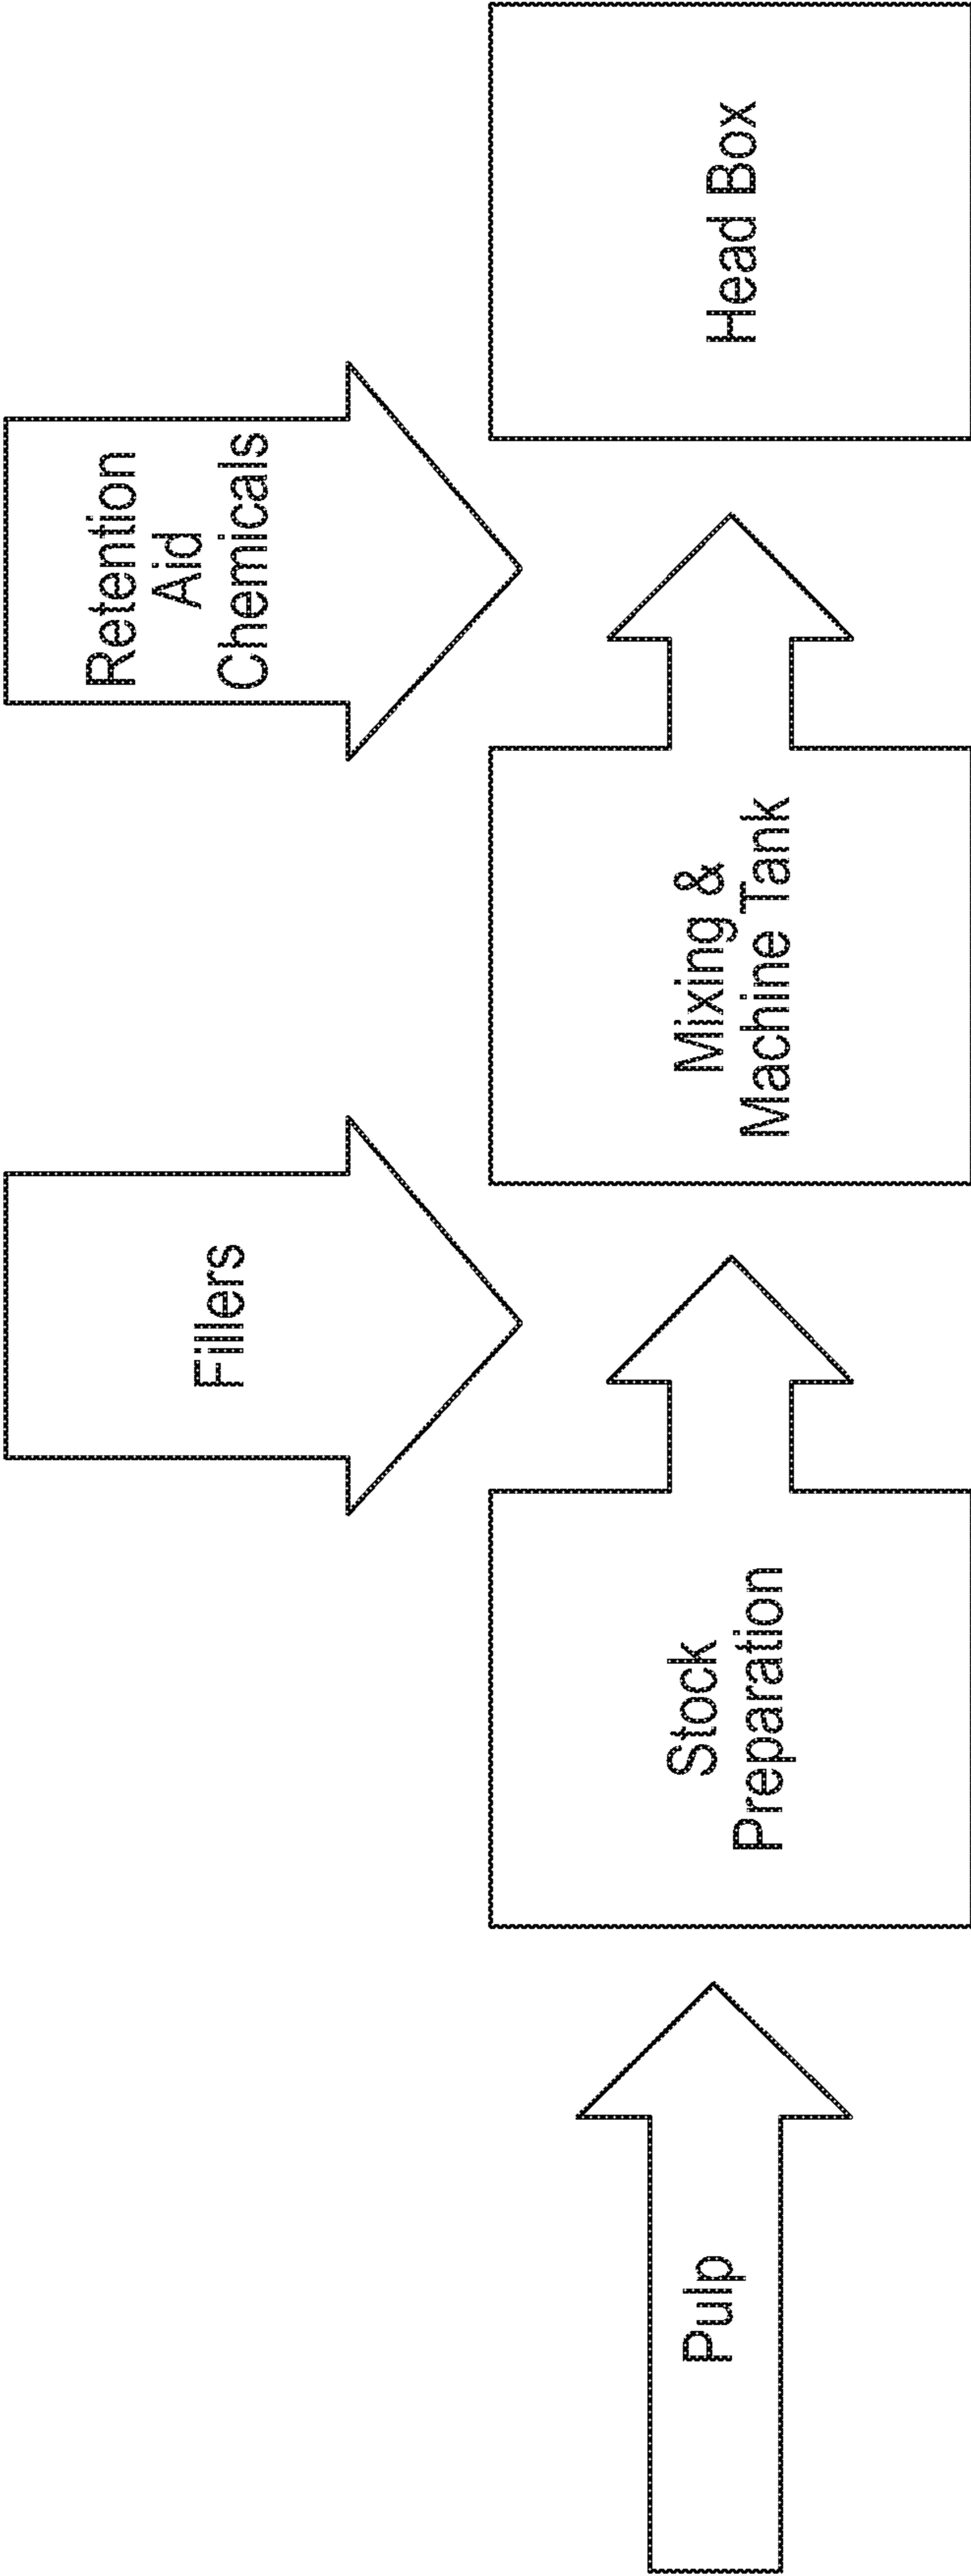 Retention
Aid
Chemicals
Fillers
Pulp
Stock
Preparation
Mixing &
Machine Tank
Head Box